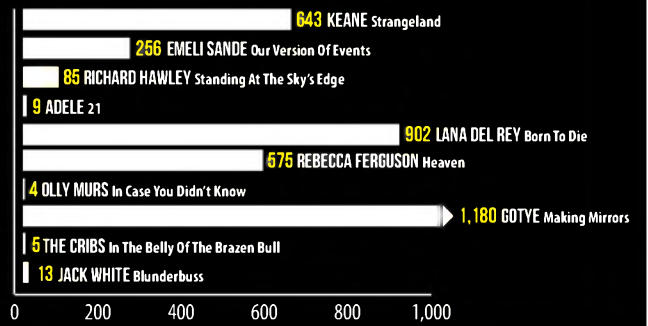 643 KEANE Strangeland
256 EMELI SANDE Our Version Of Events
85 RICHARD HAWLEY Standing At The Sky's Edge
9 ADELE 21
902 LANA DEL REY Born To Die
575 REBECCA FERGUSON Heaven
4 OLLY MURS In Case You Didn't Know
1,180 GOTYE Making Mirrors
5 THE CRIBS In The Belly Of The Brazen Bull
13 JACK WHITE Blunderbuss
0 200 400 600 800 1,000